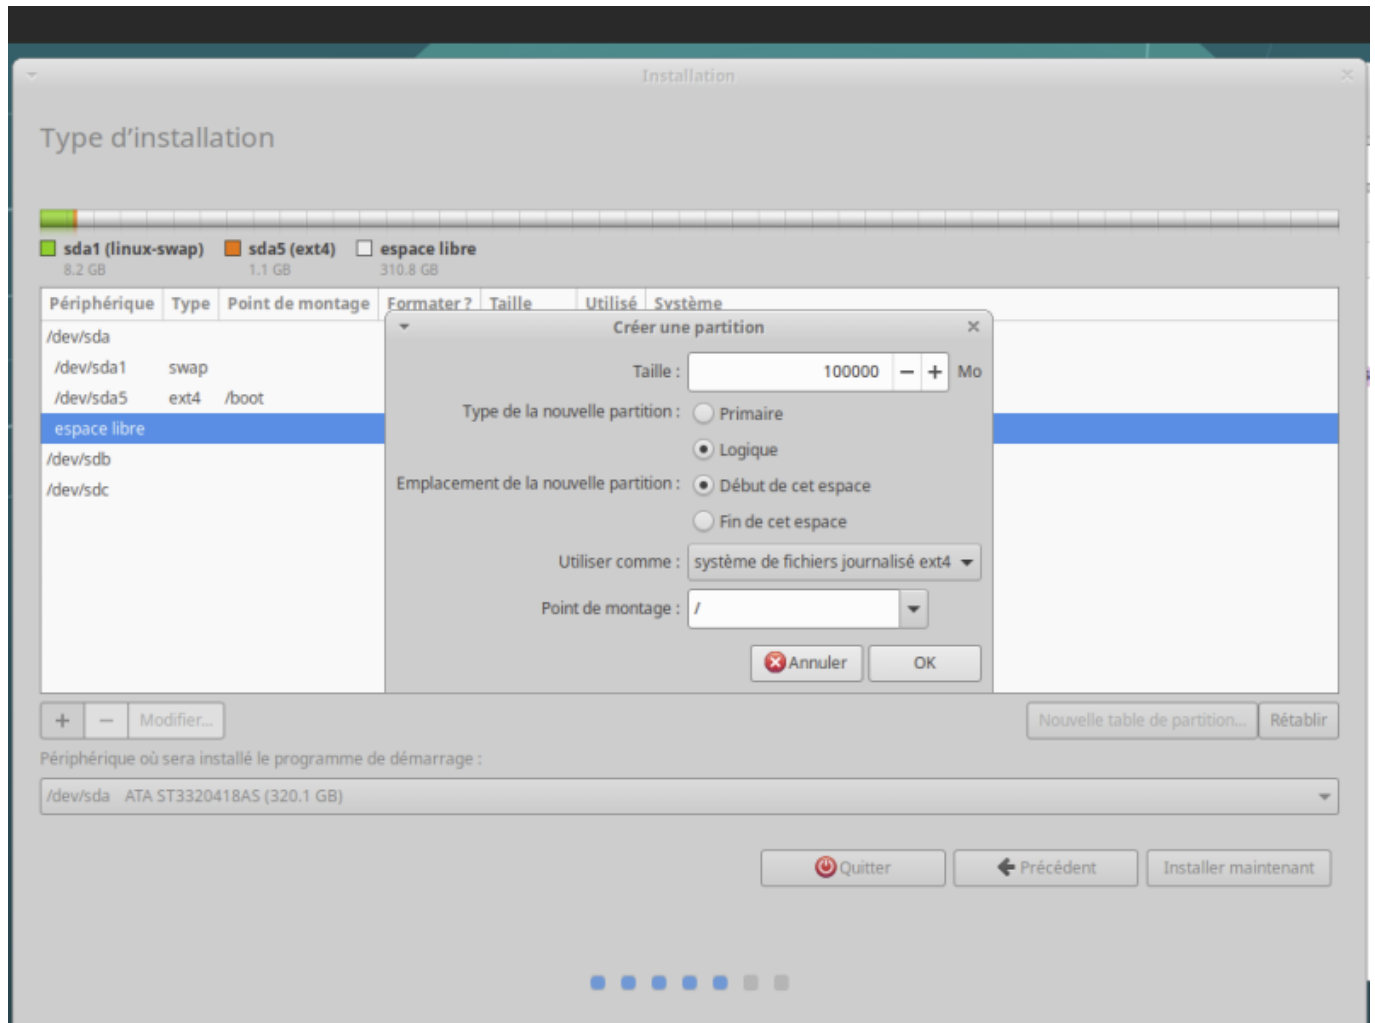 Installation
Type d’installation
sda1 (linux-swap) sda5 (ext4) espace libre
8.2 GB 1.1 GB 310.8 GB
Périphérique Type Point de montage Formater ? Taille Utilisé Système
/dev/sda
/dev/sda1 swap
/dev/sda5 ext4 /boot
espace libre
/dev/sdb
/dev/sdc
Créer une partition
Taille : 100000 Mo
Type de la nouvelle partition : Primaire
Logique
Emplacement de la nouvelle partition : Début de cet espace
Fin de cet espace
Utiliser comme : système de fichiers journalisé ext4
Point de montage : /
Annuler OK
+ − Modifier... Nouvelle table de partition... Rétablir
Périphérique où sera installé le programme de démarrage :
/dev/sda ATA ST3320418AS (320.1 GB)
Quitter Précédent Installer maintenant